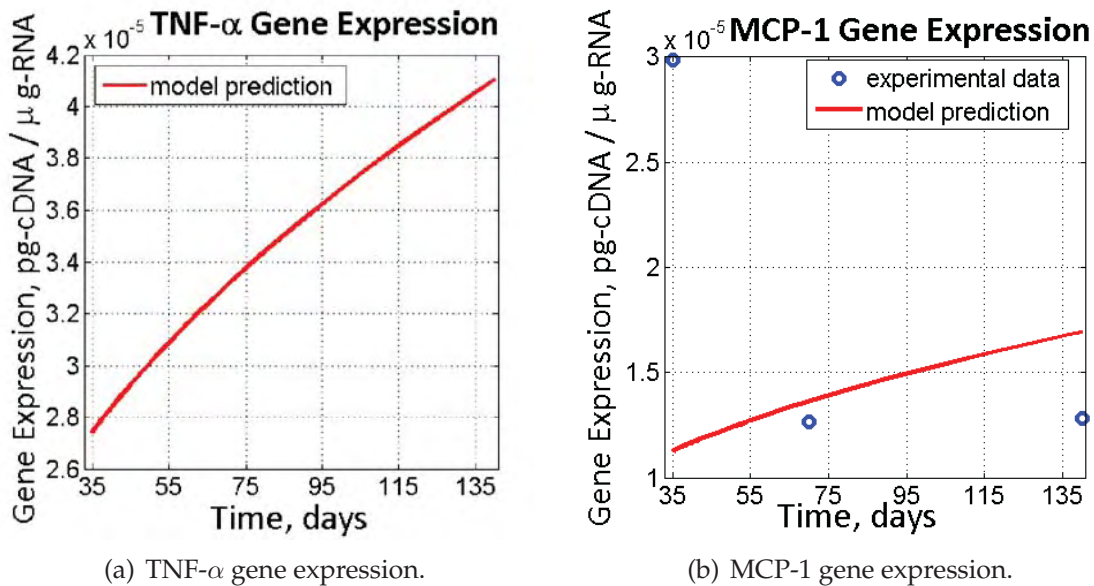 x 10⁻⁵ TNF-α Gene Expression
Gene Expression, pg-cDNA / μ g-RNA
4.2
4
3.8
3.6
3.4
3.2
3
2.8
2.6
model prediction
35 55 75 95 115 135
Time, days
(a) TNF-α gene expression.
x 10⁻⁵ MCP-1 Gene Expression
Gene Expression, pg-cDNA / μ g-RNA
3
2.5
2
1.5
1
experimental data
model prediction
35 55 75 95 115 135
Time, days
(b) MCP-1 gene expression.